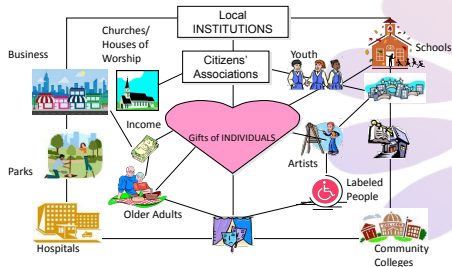 Local
INSTITUTIONS
Churches/
Houses of
Worship
Citizens'
Associations
Youth
Schools
Business
Income
Gifts of INDIVIDUALS
Artists
Parks
Labeled
People
Older Adults
Hospitals
Community
Colleges